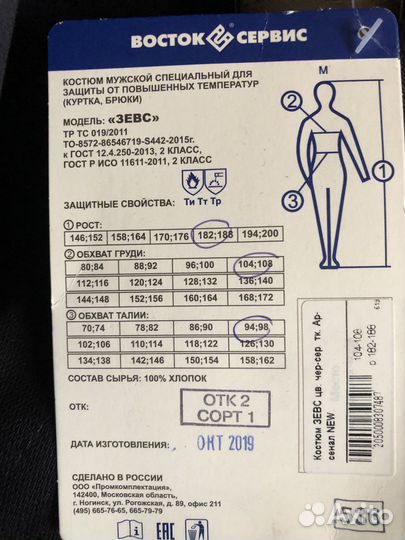 ВОСТОК СЕРВИС
КОСТЮМ МУЖСКОЙ СПЕЦИАЛЬНЫЙ ДЛЯ
ЗАЩИТЫ ОТ ПОВЫШЕННЫХ ТЕМПЕРАТУР
(КУРТКА, БРЮКИ)
МОДЕЛЬ: «ЗЕВС»
ТР ТС 019/2011
ТО-8572-86546719-S442-2015г.
к ГОСТ 12.4.250-2013, 2 КЛАСС,
ГОСТ Р ИСО 11611-2011, 2 КЛАСС
ЗАЩИТНЫЕ СВОЙСТВА: Ти Тт Тр
М
2
3
1
1 РОСТ:
146;152 158;164 170;176 182;188 194;200
2 ОБХВАТ ГРУДИ:
80;84 88;92 96;100 104;108
112;116 120;124 128;132 136;140
144;148 152;156 160;164 168;172
3 ОБХВАТ ТАЛИИ:
70;74 78;82 86;90 94;98
102;106 110;114 118;122 126;130
134;138 142;146 150;154 158;162
СОСТАВ СЫРЬЯ: 100% ХЛОПОК
ОТК:
ОТК 2
СОРТ 1
ДАТА ИЗГОТОВЛЕНИЯ: ОКТ 2019
СДЕЛАНО В РОССИИ
ООО «Промкомплектация»,
142400, Московская область,
г. Ногинск, ул. Рогожская, д. 89, офис 211
(495) 665-76-65, 665-79-79
EAC
Костюм ЗЕВС цв. чер-сер. тк. Ар-
сенал NEW
104-108
р 182-188
2050008307487
Avito